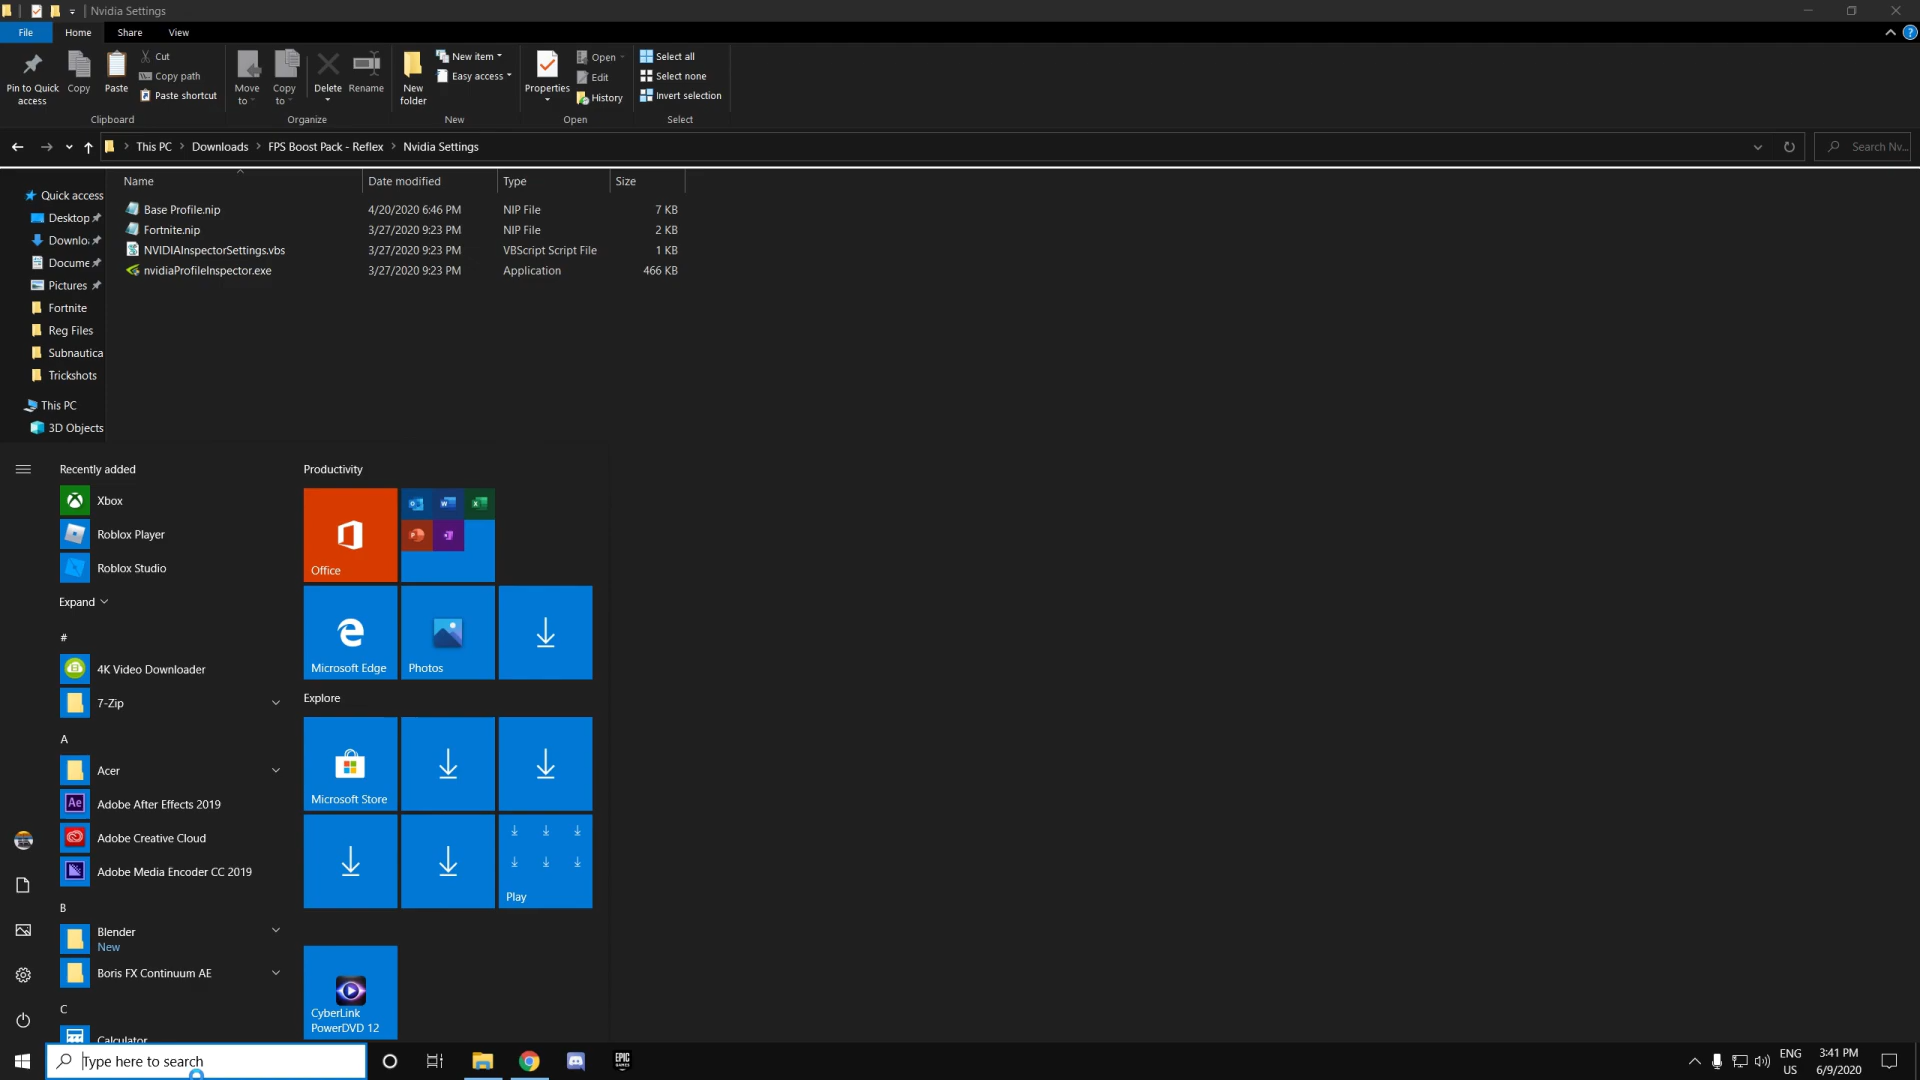 Nvidia Settings
File
Home
Share
View
Pin to Quick access
Copy
Paste
Cut
Copy path
Paste shortcut
Clipboard
Move to
Copy to
Delete
Rename
Organize
New folder
New item
Easy access
New
Properties
Open
Edit
History
Open
Select all
Select none
Invert selection
Select
This PC > Downloads > FPS Boost Pack - Reflex > Nvidia Settings
Search Nv...
Name Date modified Type Size
Base Profile.nip 4/20/2020 6:46 PM NIP File 7 KB
Fortnite.nip 3/27/2020 9:23 PM NIP File 2 KB
NVIDIAInspectorSettings.vbs 3/27/2020 9:23 PM VBScript Script File 1 KB
nvidiaProfileInspector.exe 3/27/2020 9:23 PM Application 466 KB
Quick access
Desktop
Downlo
Docume
Pictures
Fortnite
Reg Files
Subnautica
Trickshots
This PC
3D Objects
Recently added
Xbox
Roblox Player
Roblox Studio
Expand
#
4K Video Downloader
7-Zip
A
Acer
Ae
Adobe After Effects 2019
Adobe Creative Cloud
Adobe Media Encoder CC 2019
B
Blender
New
Boris FX Continuum AE
C
Calculator
Productivity
Office
Microsoft Edge
Photos
Explore
Microsoft Store
Play
CyberLink
PowerDVD 12
Type here to search
EPIC
GAMES
ENG
US
3:41 PM
6/9/2020